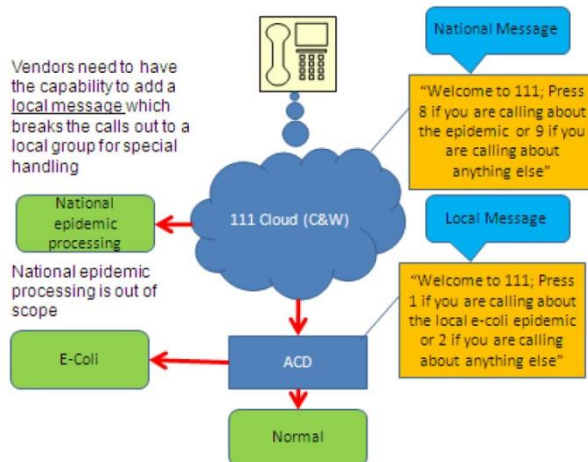 National Message
Vendors need to have
the capability to add a
local message which
breaks the calls out to a
local group for special
handling
"Welcome to 111; Press
8 if you are calling about
the epidemic or 9 if you
are calling about
anything else"
111 Cloud (C&W)
National
epidemic
processing
Local Message
National epidemic
processing is out of
scope
"Welcome to 111; Press
1 if you are calling about
the local e-coli epidemic
or 2 if you are calling
about anything else"
E-Coli
ACD
Normal